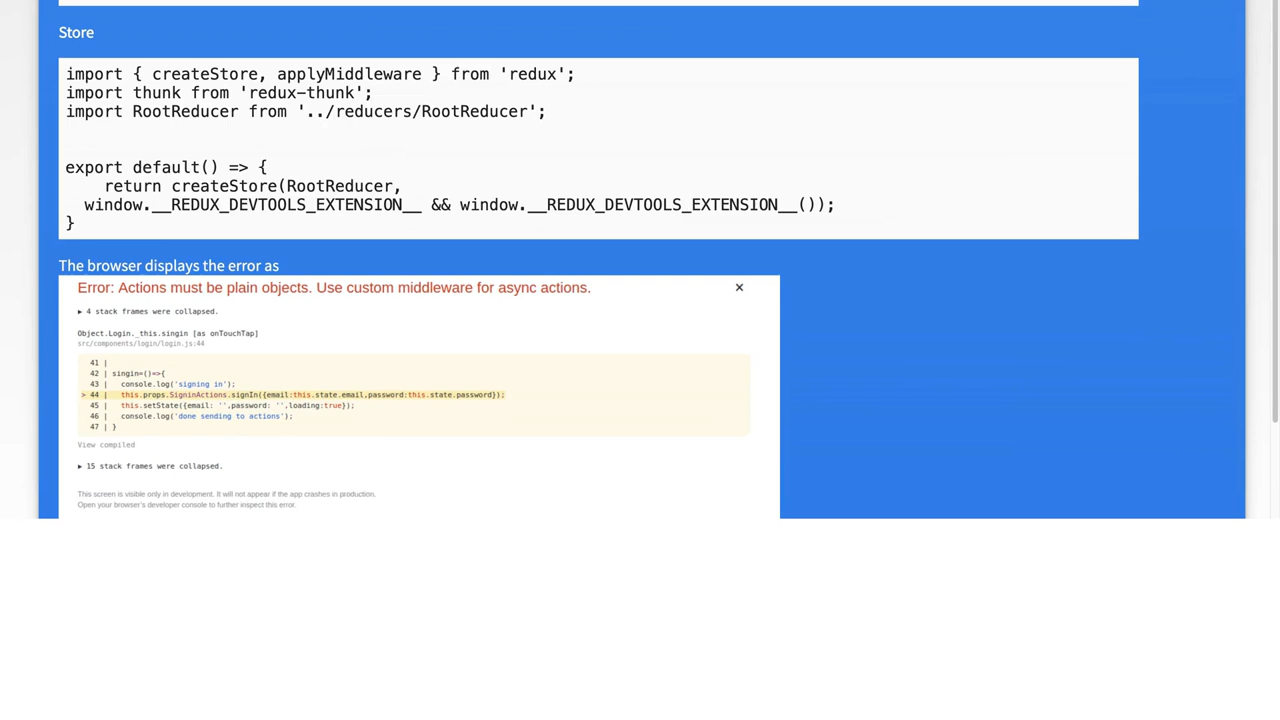 Store
import { createStore, applyMiddleware } from 'redux';
import thunk from 'redux-thunk';
import RootReducer from '../reducers/RootReducer';
export default() => {
    return createStore(RootReducer,
  window.__REDUX_DEVTOOLS_EXTENSION__ && window.__REDUX_DEVTOOLS_EXTENSION__());
}
The browser displays the error as
Error: Actions must be plain objects. Use custom middleware for async actions. ×
▶ 4 stack frames were collapsed.
Object.Login._this.singin [as onTouchTap]
src/components/login/login.js:44
41 |
42 | singin=()=>{
43 |   console.log('signing in');
> 44 |   this.props.SigninActions.signIn({email:this.state.email,password:this.state.password});
45 |   this.setState({email: '',password: '',loading:true});
46 |   console.log('done sending to actions');
47 | }
View compiled
▶ 15 stack frames were collapsed.
This screen is visible only in development. It will not appear if the app crashes in production.
Open your browser's developer console to further inspect this error.